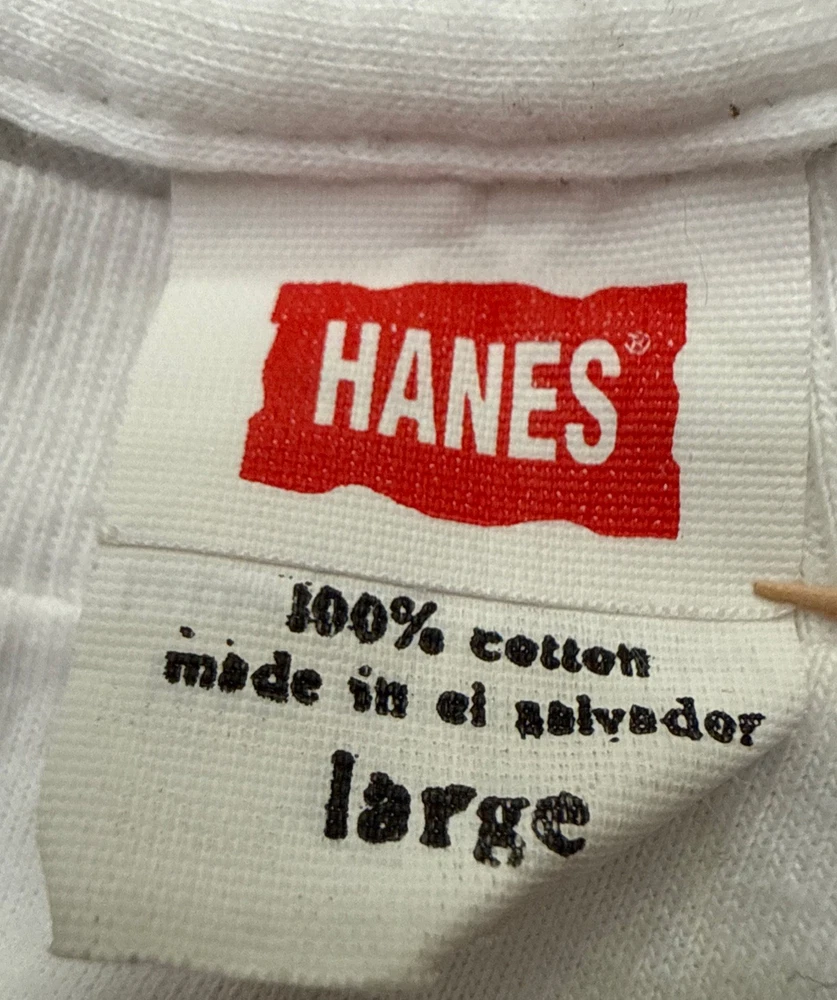 HANES®
100% cotton
made in el salvador
large